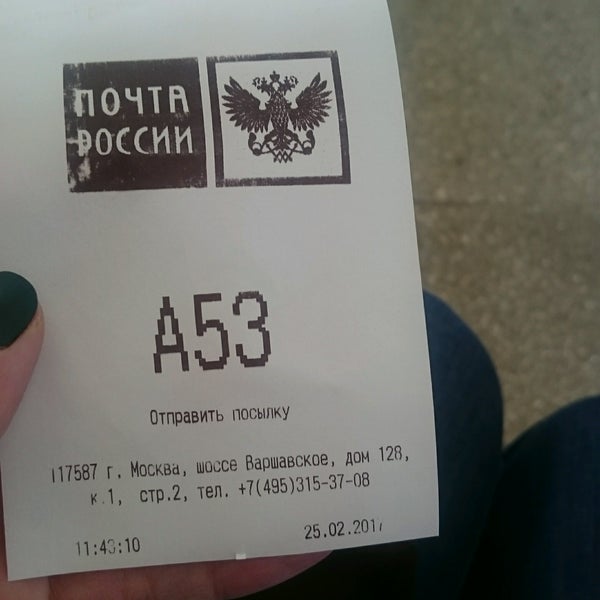 ПОЧТА
РОССИИ
Д53
Отправить посылку
117587 г. Москва, шоссе Варшавское, дом 128,
к.1, стр.2, тел. +7(495)315-37-08
11:43:10 25.02.2017